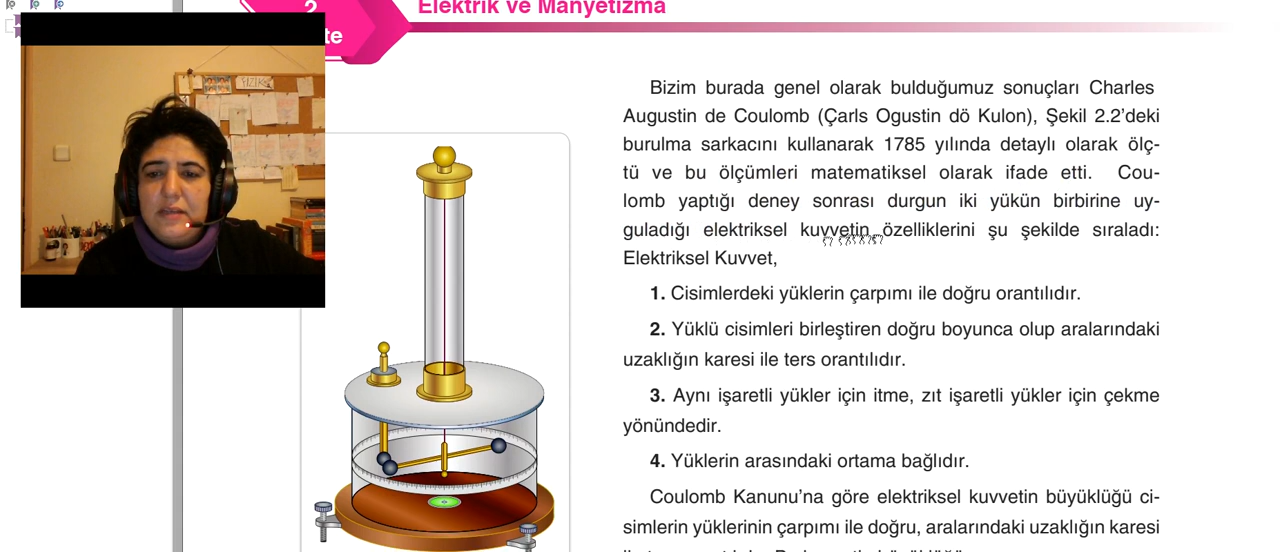 2
te
Elektrik ve Manyetizma
FİZİK
Bizim burada genel olarak bulduğumuz sonuçları Charles
Augustin de Coulomb (Çarls Ogustin dö Kulon), Şekil 2.2’deki
burulma sarkacını kullanarak 1785 yılında detaylı olarak ölç-
tü ve bu ölçümleri matematiksel olarak ifade etti. Cou-
lomb yaptığı deney sonrası durgun iki yükün birbirine uy-
guladığı elektriksel kuvvetin özelliklerini şu şekilde sıraladı:
Elektriksel Kuvvet,
1. Cisimlerdeki yüklerin çarpımı ile doğru orantılıdır.
2. Yüklü cisimleri birleştiren doğru boyunca olup aralarındaki
uzaklığın karesi ile ters orantılıdır.
3. Aynı işaretli yükler için itme, zıt işaretli yükler için çekme
yönündedir.
4. Yüklerin arasındaki ortama bağlıdır.
Coulomb Kanunu’na göre elektriksel kuvvetin büyüklüğü ci-
simlerin yüklerinin çarpımı ile doğru, aralarındaki uzaklığın karesi